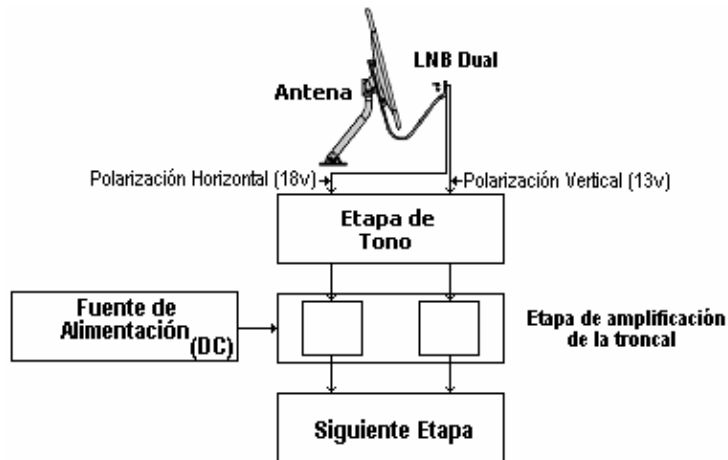 LNB Dual
Antena
Polarización Horizontal (18v)
Polarización Vertical (13v)
Etapa de
Tono
Fuente de
Alimentación
(DC)
Etapa de amplificación
de la troncal
Siguiente Etapa